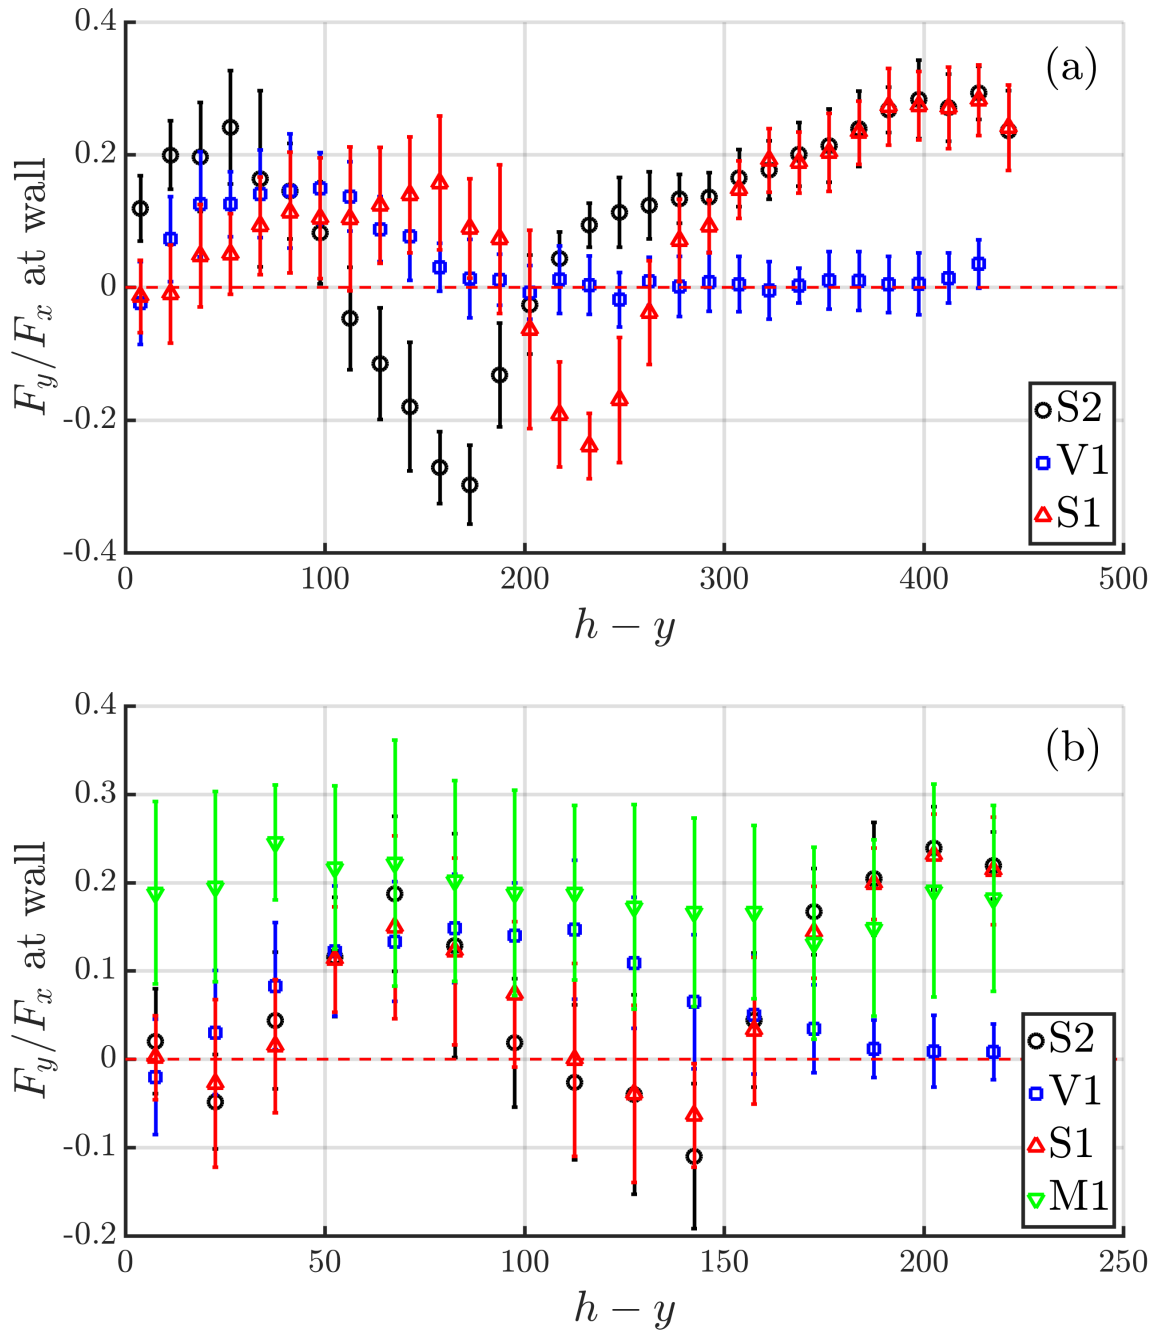 (a)
F_y/F_x at wall
0.4
0.2
0
-0.2
-0.4
0 100 200 300 400 500
h − y
S2
V1
S1
(b)
F_y/F_x at wall
0.4
0.3
0.2
0.1
0
-0.1
-0.2
0 50 100 150 200 250
h − y
S2
V1
S1
M1